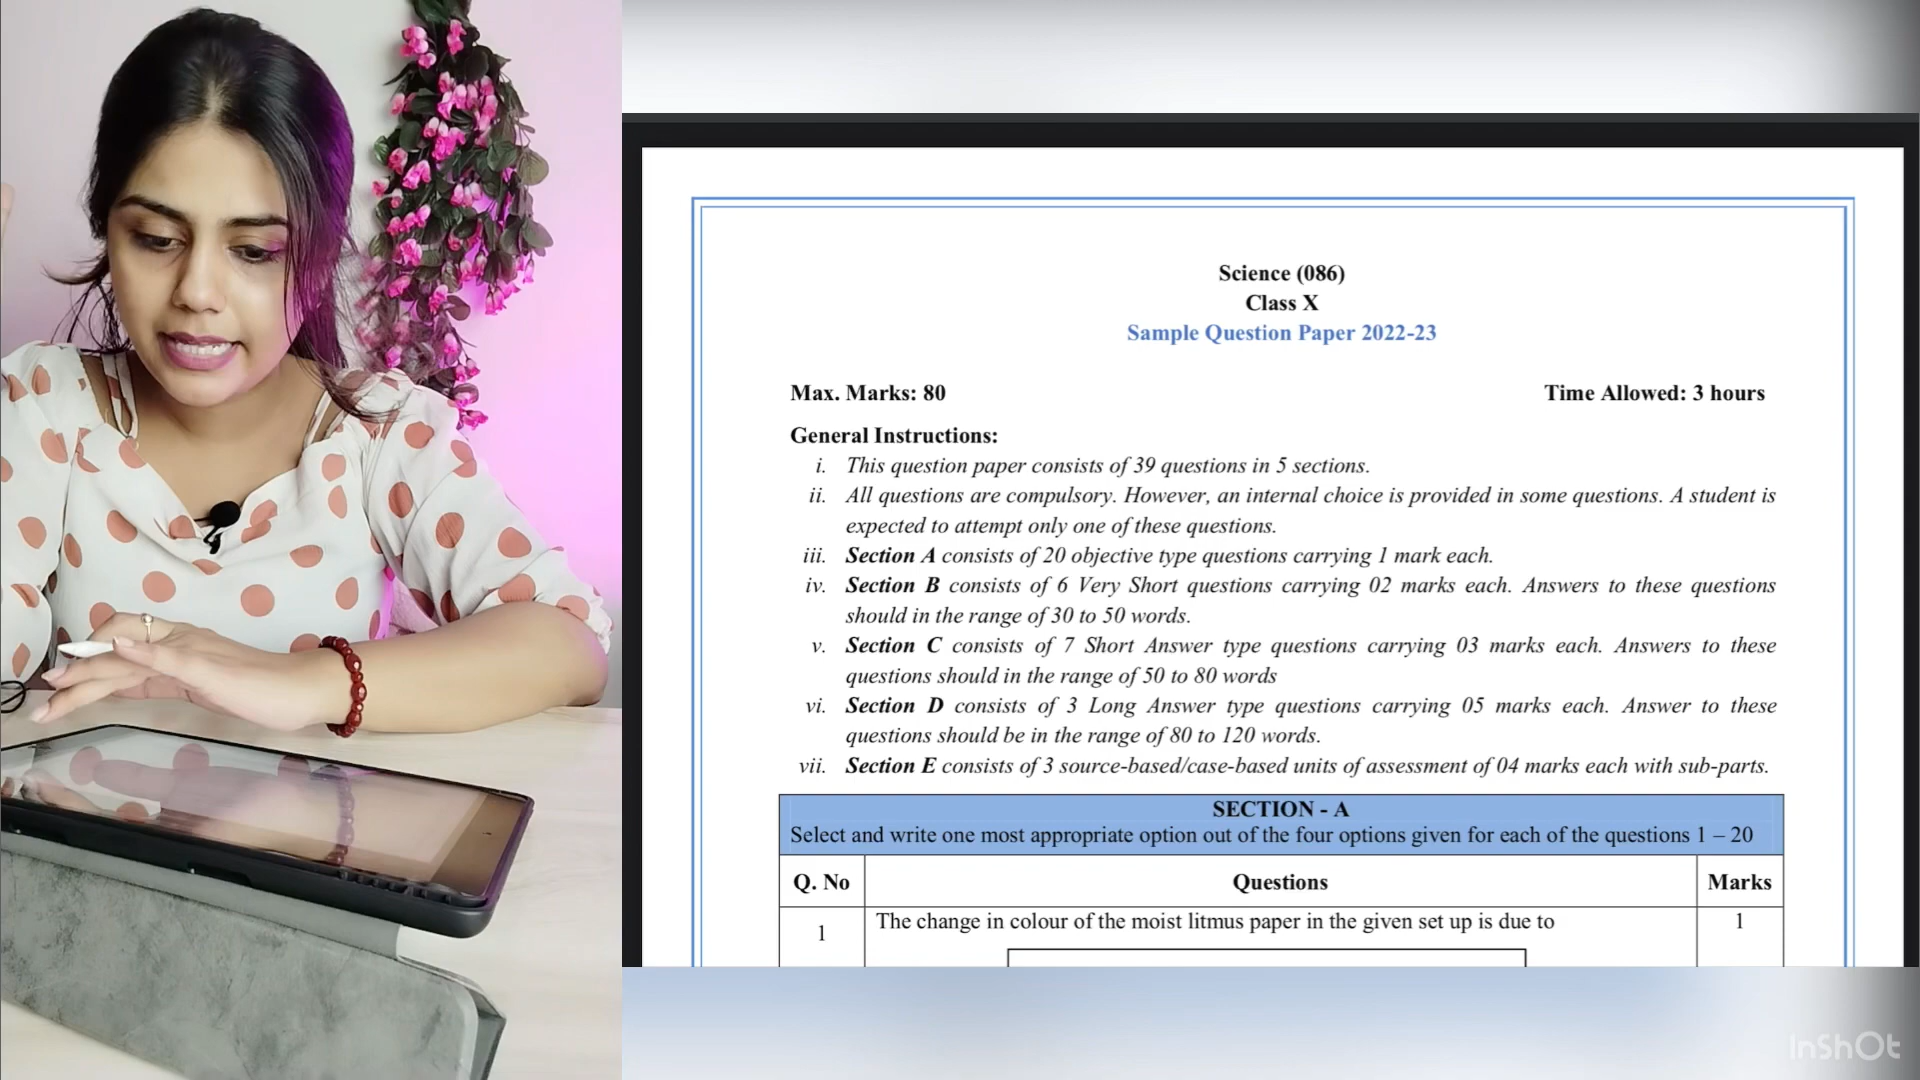 Science (086)
Class X
Sample Question Paper 2022-23
Max. Marks: 80 Time Allowed: 3 hours
General Instructions:
i. This question paper consists of 39 questions in 5 sections.
ii. All questions are compulsory. However, an internal choice is provided in some questions. A student is
expected to attempt only one of these questions.
iii. Section A consists of 20 objective type questions carrying 1 mark each.
iv. Section B consists of 6 Very Short questions carrying 02 marks each. Answers to these questions
should in the range of 30 to 50 words.
v. Section C consists of 7 Short Answer type questions carrying 03 marks each. Answers to these
questions should in the range of 50 to 80 words
vi. Section D consists of 3 Long Answer type questions carrying 05 marks each. Answer to these
questions should be in the range of 80 to 120 words.
vii. Section E consists of 3 source-based/case-based units of assessment of 04 marks each with sub-parts.
SECTION - A
Select and write one most appropriate option out of the four options given for each of the questions 1 – 20
Q. No Questions Marks
1 The change in colour of the moist litmus paper in the given set up is due to 1
InShOt